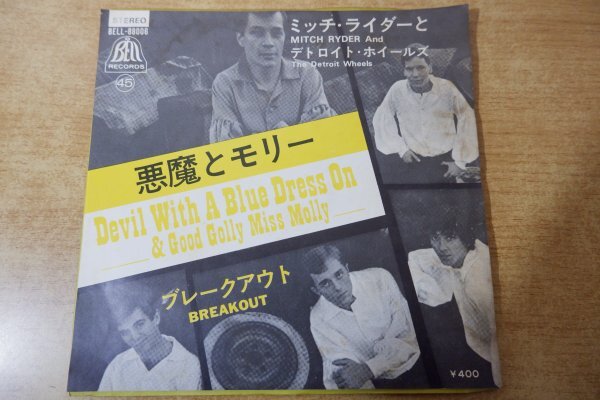 STEREO
BELL-88006
BELL
RECORDS
45
ミッチ・ライダーと
MITCH RYDER And
デトロイト・ホイールズ
The Detroit Wheels
悪魔とモリー
Devil With A Blue Dress On
& Good Golly Miss Molly
ブレークアウト
BREAKOUT
¥400